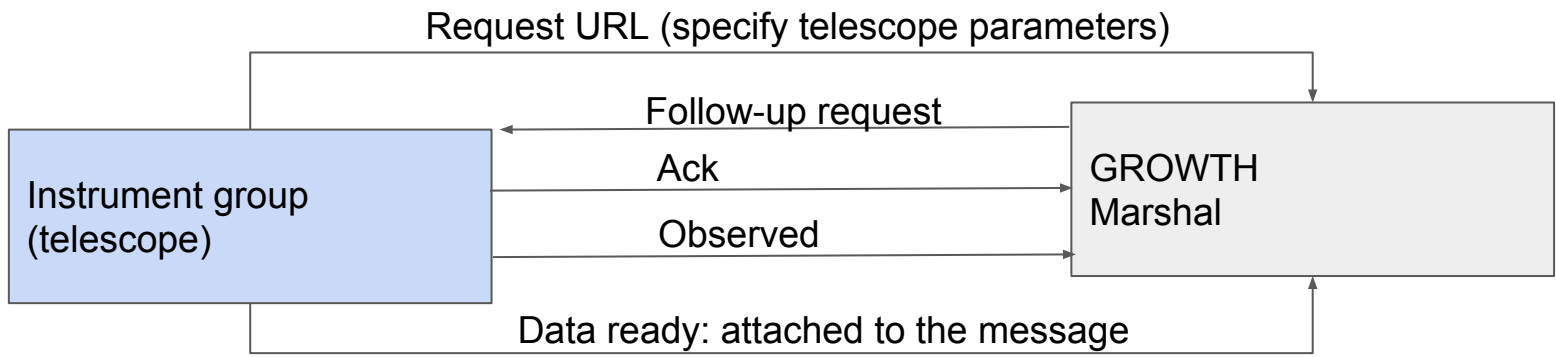 Request URL (specify telescope parameters)
Follow-up request
Ack
Observed
Instrument group
(telescope)
GROWTH
Marshal
Data ready: attached to the message